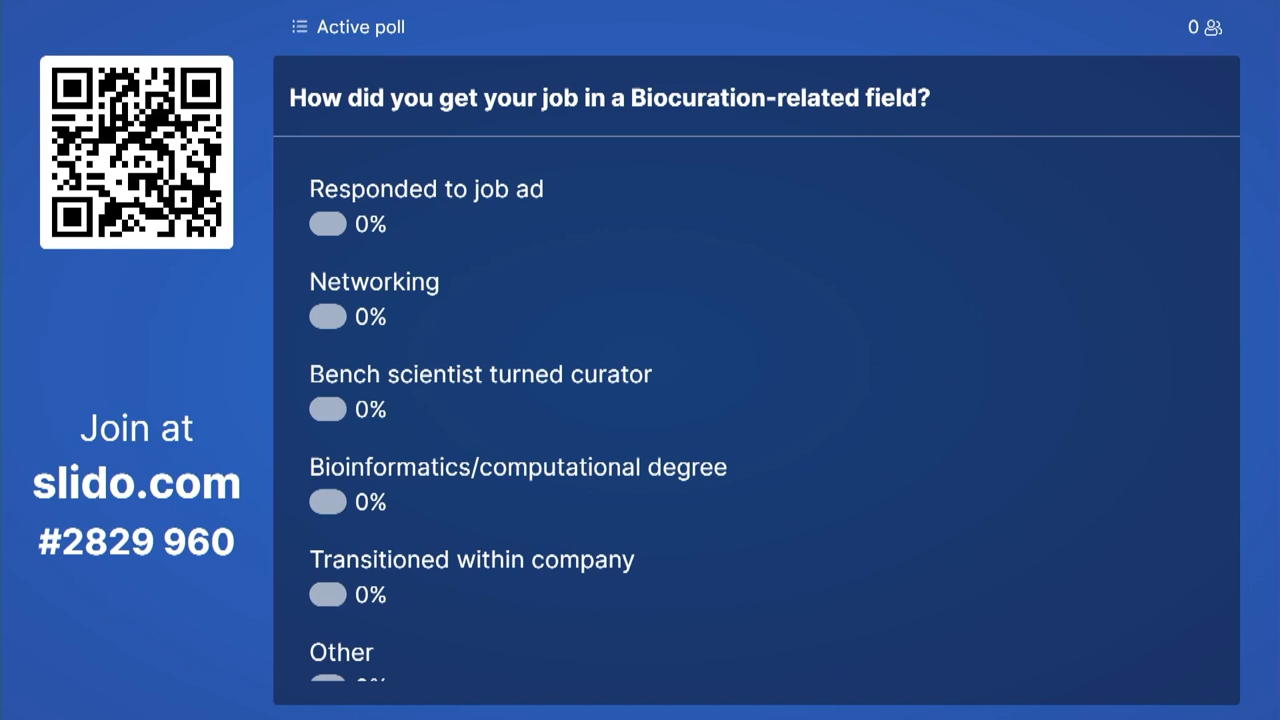 Active poll
0
How did you get your job in a Biocuration-related field?
Responded to job ad
0%
Networking
0%
Bench scientist turned curator
0%
Bioinformatics/computational degree
0%
Transitioned within company
0%
Other
Join at
slido.com
#2829 960